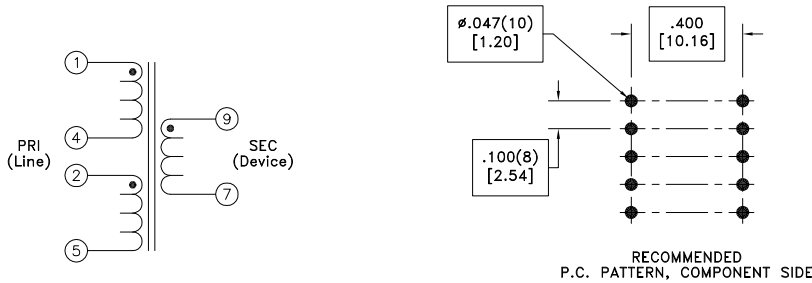 1
4
PRI
(Line)
2
5
9
SEC
(Device)
7
ø.047(10)
[1.20]
.400
[10.16]
.100(8)
[2.54]
RECOMMENDED
P.C. PATTERN, COMPONENT SIDE